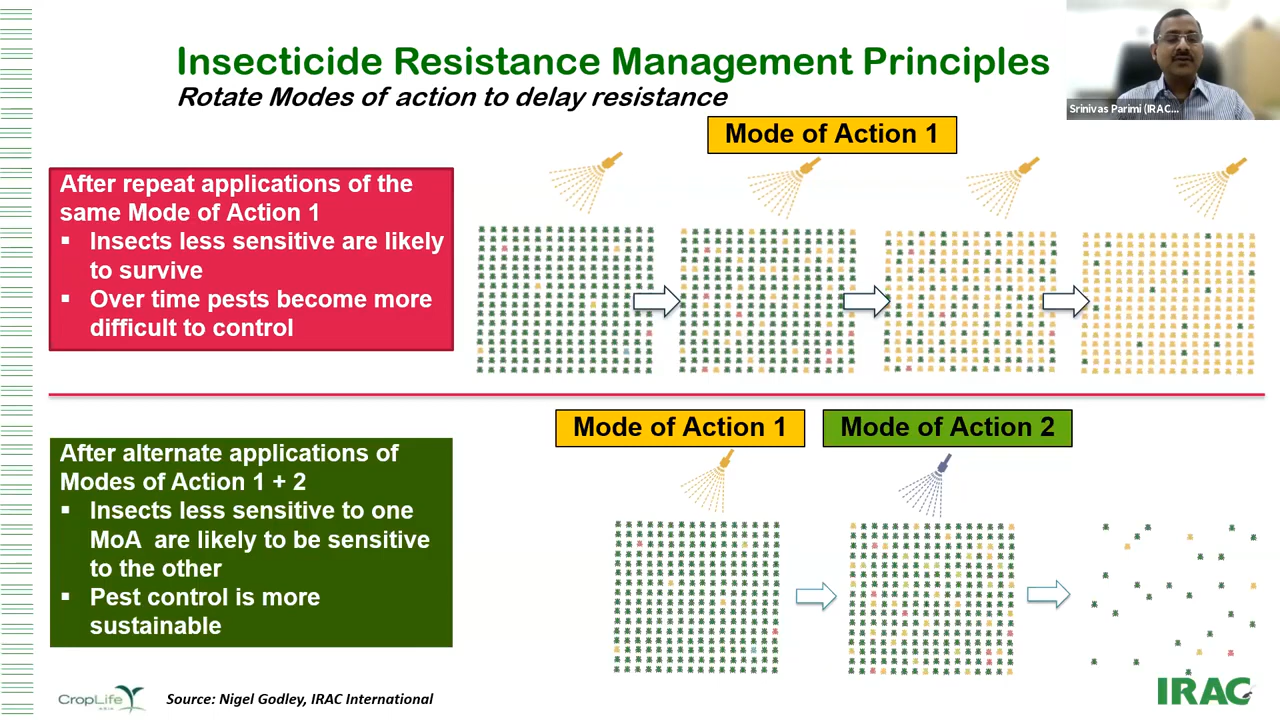 Insecticide Resistance Management Principles
Rotate Modes of action to delay resistance
Srinivas Parimi (IRAC...
Mode of Action 1
After repeat applications of the
same Mode of Action 1
▪ Insects less sensitive are likely
to survive
▪ Over time pests become more
difficult to control
Mode of Action 1
Mode of Action 2
After alternate applications of
Modes of Action 1 + 2
▪ Insects less sensitive to one
MoA are likely to be sensitive
to the other
▪ Pest control is more
sustainable
CropLife
ASIA
Source: Nigel Godley, IRAC International
IRAC